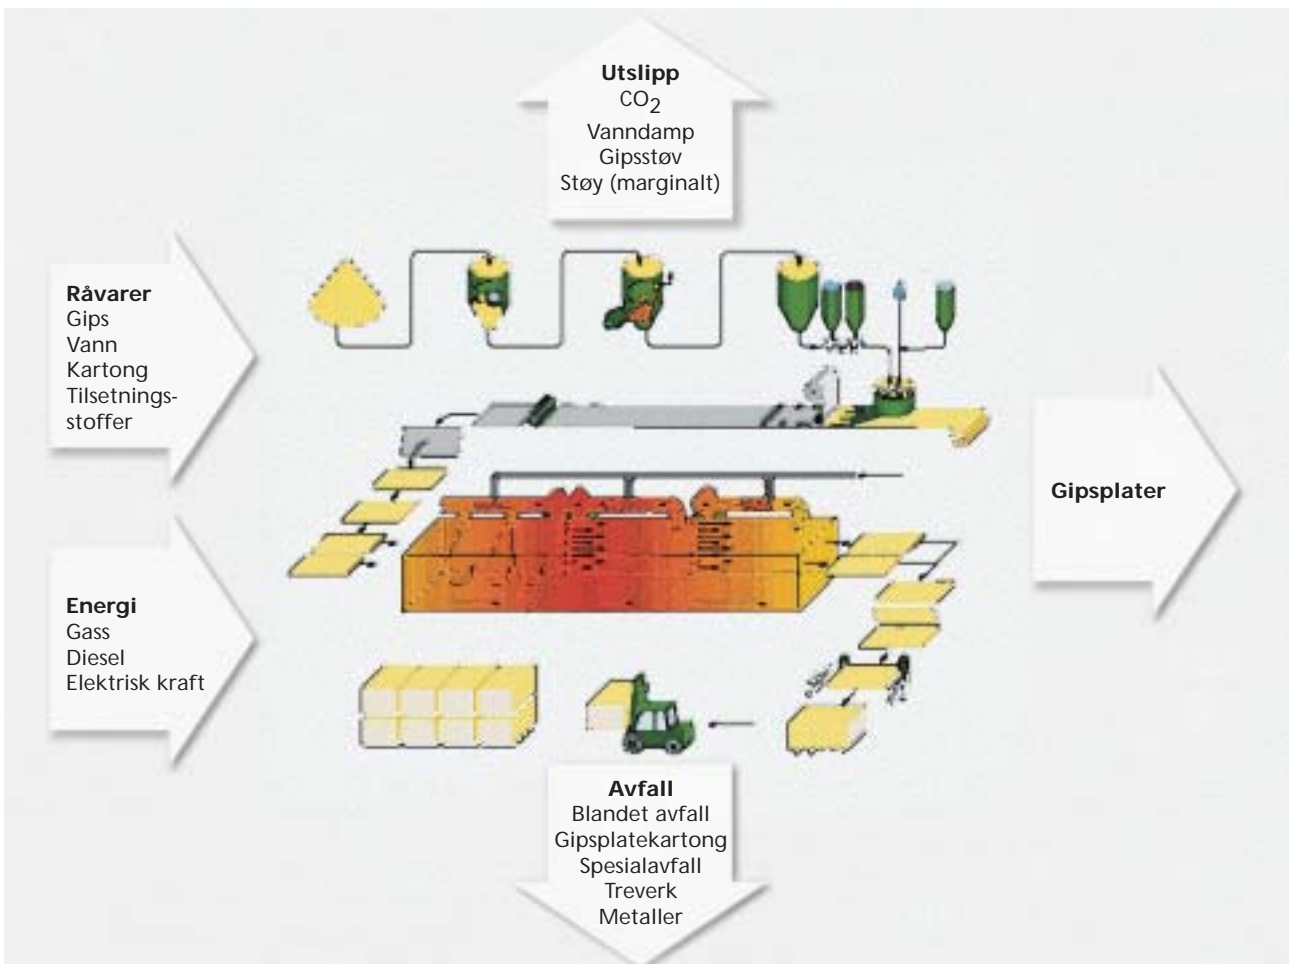 Utslipp
CO2
Vanndamp
Gipsstøv
Støy (marginalt)
Råvarer
Gips
Vann
Kartong
Tilsetnings-
stoffer
Gipsplater
Energi
Gass
Diesel
Elektrisk kraft
Avfall
Blandet avfall
Gipsplatekartong
Spesialavfall
Treverk
Metaller